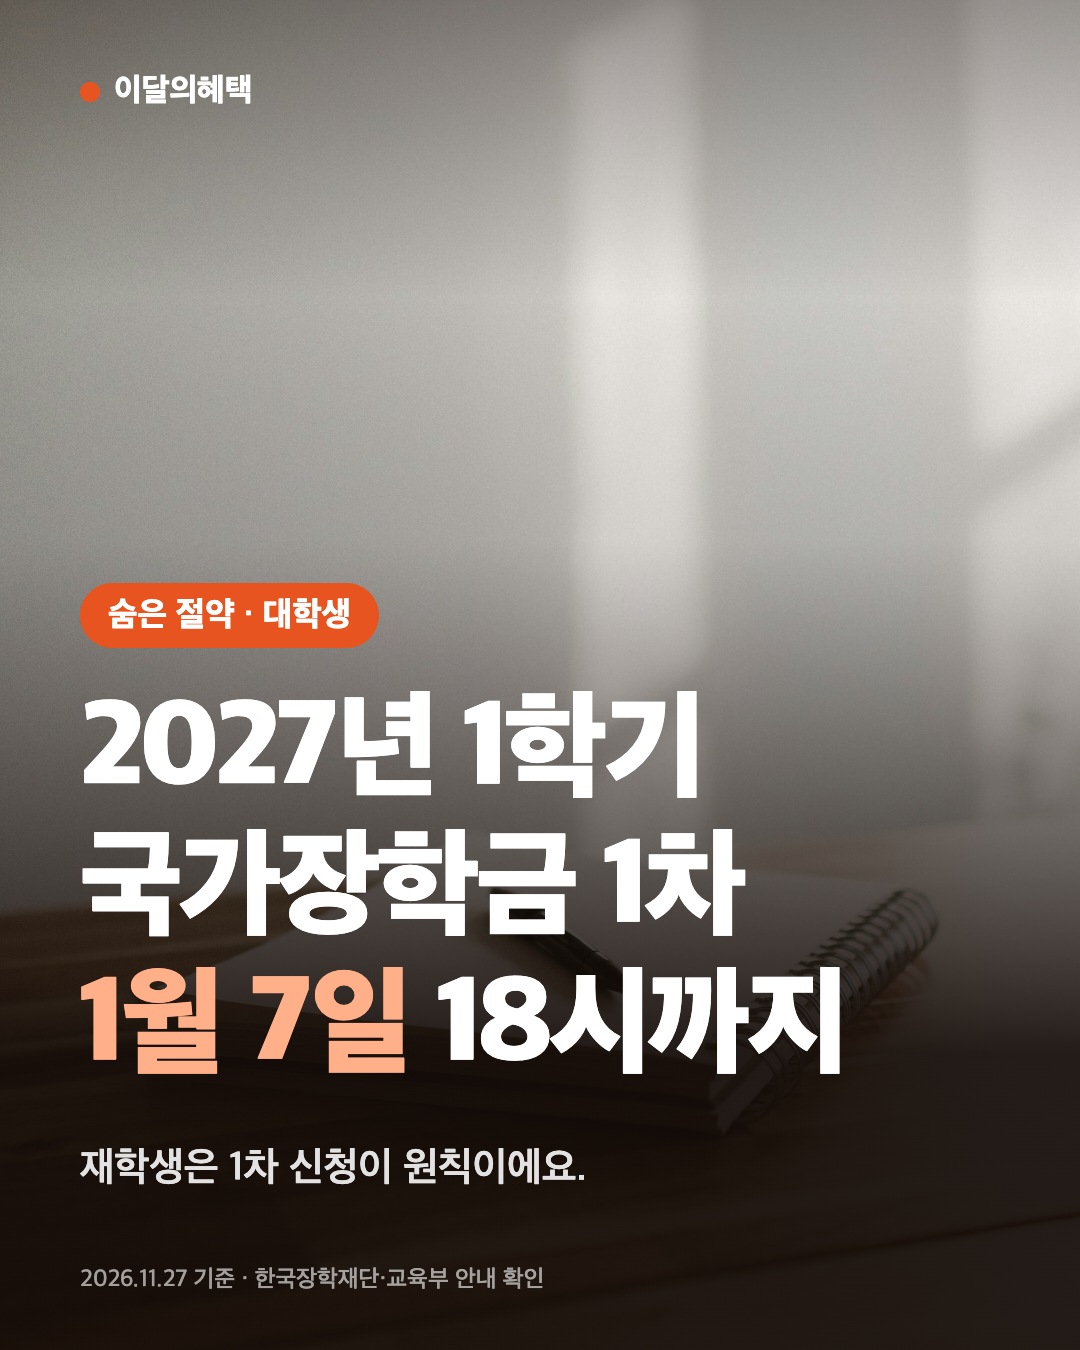 이달의혜택
숨은 절약 · 대학생
2027년 1학기
국가장학금 1차
1월 7일 18시까지
재학생은 1차 신청이 원칙이에요.
2026.11.27 기준 · 한국장학재단·교육부 안내 확인